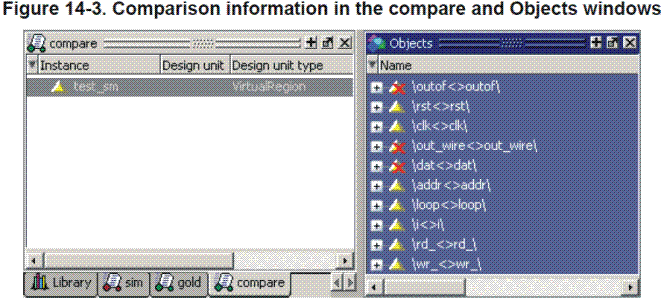 Figure 14-3. Comparison information in the compare and Objects windows
compare
Instance Design unit Design unit type
test_sm VirtualRegion
Library sim gold compare
Objects
Name
\outof<>outof\
\rst<>rst\
\clk<>clk\
\out_wire<>out_wire\
\dat<>dat\
\addr<>addr\
\loop<>loop\
\i<>i\
\rd_<>rd_\
\wr_<>wr_\